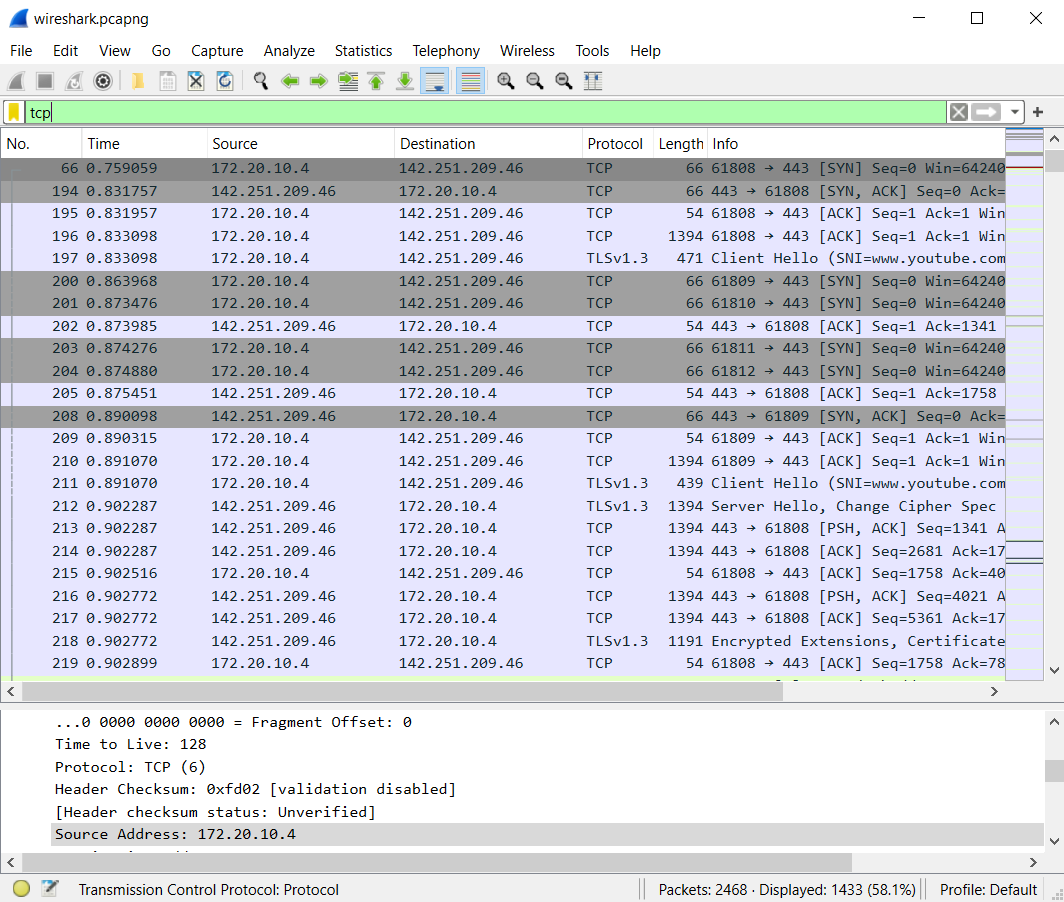 wireshark.pcapng
File Edit View Go Capture Analyze Statistics Telephony Wireless Tools Help
tcp
No. Time Source Destination Protocol Length Info
66 0.759059 172.20.10.4 142.251.209.46 TCP 66 61808 → 443 [SYN] Seq=0 Win=64240
194 0.831757 142.251.209.46 172.20.10.4 TCP 66 443 → 61808 [SYN, ACK] Seq=0 Ack=
195 0.831957 172.20.10.4 142.251.209.46 TCP 54 61808 → 443 [ACK] Seq=1 Ack=1 Win
196 0.833098 172.20.10.4 142.251.209.46 TCP 1394 61808 → 443 [ACK] Seq=1 Ack=1 Win
197 0.833098 172.20.10.4 142.251.209.46 TLSv1.3 471 Client Hello (SNI=www.youtube.com
200 0.863968 172.20.10.4 142.251.209.46 TCP 66 61809 → 443 [SYN] Seq=0 Win=64240
201 0.873476 172.20.10.4 142.251.209.46 TCP 66 61810 → 443 [SYN] Seq=0 Win=64240
202 0.873985 142.251.209.46 172.20.10.4 TCP 54 443 → 61808 [ACK] Seq=1 Ack=1341
203 0.874276 172.20.10.4 142.251.209.46 TCP 66 61811 → 443 [SYN] Seq=0 Win=64240
204 0.874880 172.20.10.4 142.251.209.46 TCP 66 61812 → 443 [SYN] Seq=0 Win=64240
205 0.875451 142.251.209.46 172.20.10.4 TCP 54 443 → 61808 [ACK] Seq=1 Ack=1758
208 0.890098 142.251.209.46 172.20.10.4 TCP 66 443 → 61809 [SYN, ACK] Seq=0 Ack=
209 0.890315 172.20.10.4 142.251.209.46 TCP 54 61809 → 443 [ACK] Seq=1 Ack=1 Win
210 0.891070 172.20.10.4 142.251.209.46 TCP 1394 61809 → 443 [ACK] Seq=1 Ack=1 Win
211 0.891070 172.20.10.4 142.251.209.46 TLSv1.3 439 Client Hello (SNI=www.youtube.com
212 0.902287 142.251.209.46 172.20.10.4 TLSv1.3 1394 Server Hello, Change Cipher Spec
213 0.902287 142.251.209.46 172.20.10.4 TCP 1394 443 → 61808 [PSH, ACK] Seq=1341 A
214 0.902287 142.251.209.46 172.20.10.4 TCP 1394 443 → 61808 [ACK] Seq=2681 Ack=17
215 0.902516 172.20.10.4 142.251.209.46 TCP 54 61808 → 443 [ACK] Seq=1758 Ack=40
216 0.902772 142.251.209.46 172.20.10.4 TCP 1394 443 → 61808 [PSH, ACK] Seq=4021 A
217 0.902772 142.251.209.46 172.20.10.4 TCP 1394 443 → 61808 [ACK] Seq=5361 Ack=17
218 0.902772 142.251.209.46 172.20.10.4 TLSv1.3 1191 Encrypted Extensions, Certificate
219 0.902899 172.20.10.4 142.251.209.46 TCP 54 61808 → 443 [ACK] Seq=1758 Ack=78
...0 0000 0000 0000 = Fragment Offset: 0
Time to Live: 128
Protocol: TCP (6)
Header Checksum: 0xfd02 [validation disabled]
[Header checksum status: Unverified]
Source Address: 172.20.10.4
Transmission Control Protocol: Protocol Packets: 2468 · Displayed: 1433 (58.1%) Profile: Default